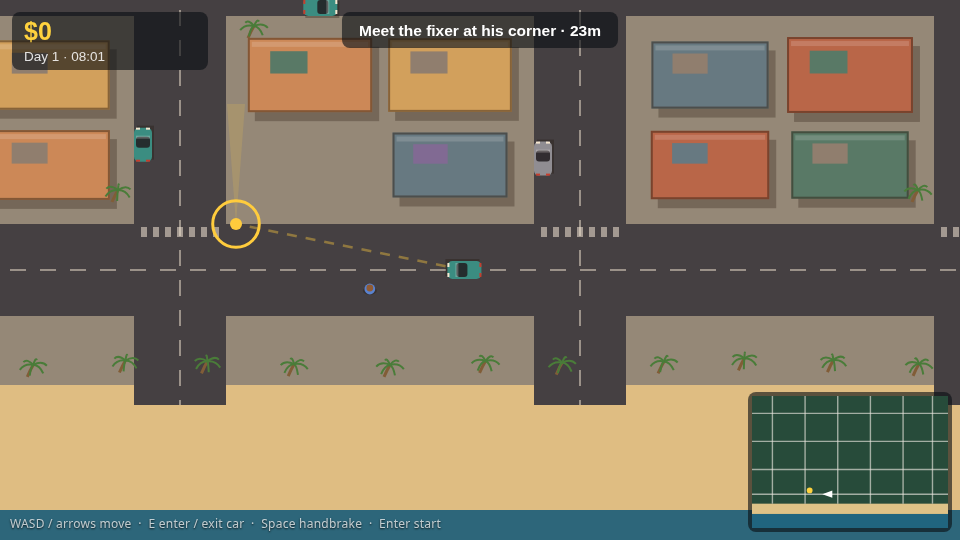 $0
Day 1 · 08:01
Meet the fixer at his corner · 23m
WASD / arrows move · E enter / exit car · Space handbrake · Enter start